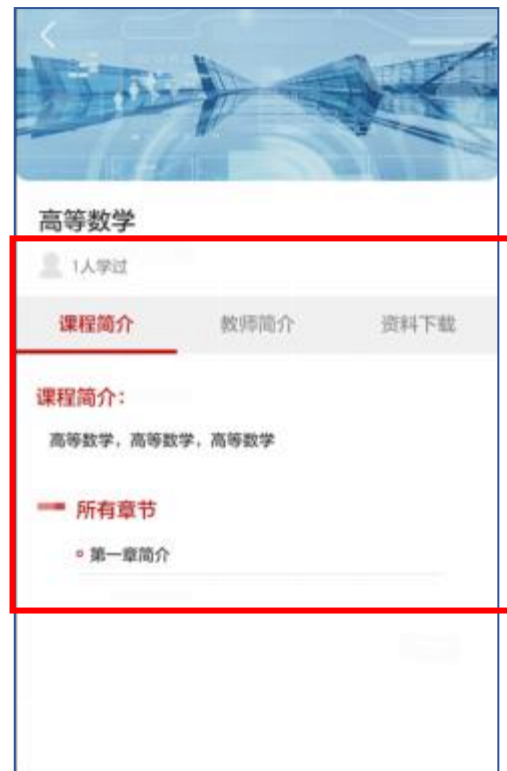 高等数学
1人学过
课程简介 教师简介 资料下载
课程简介：
高等数学，高等数学，高等数学
所有章节
第一章简介